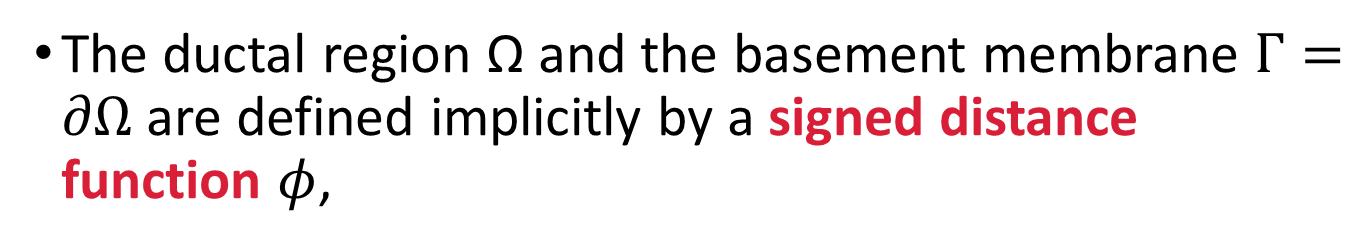 • The ductal region Ω and the basement membrane Γ =
∂Ω are defined implicitly by a signed distance
function ϕ,